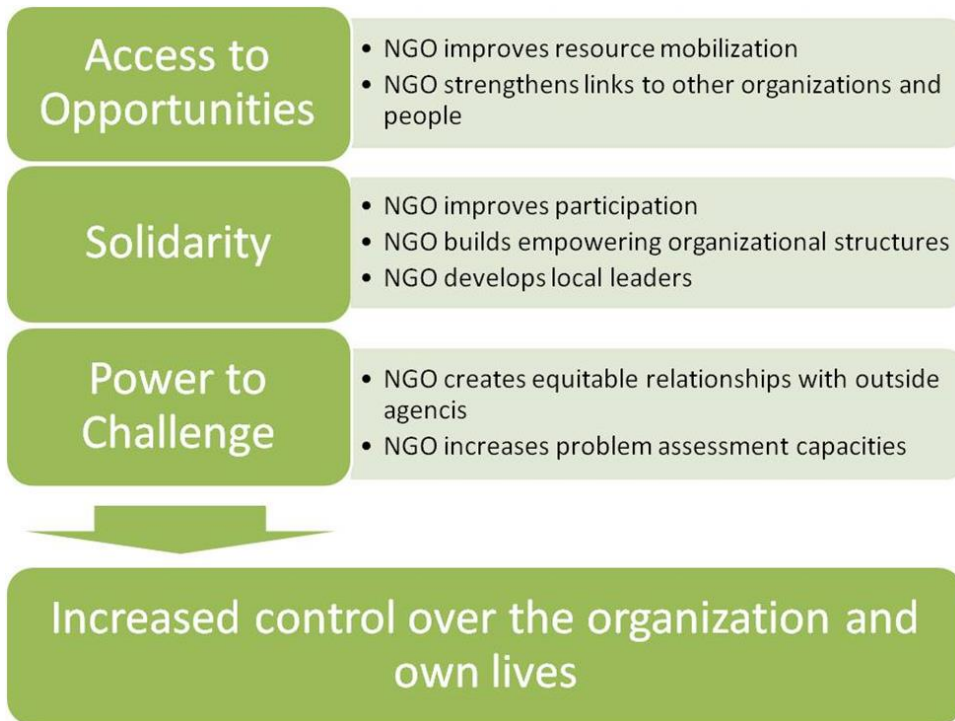 Access to
Opportunities
• NGO improves resource mobilization
• NGO strengthens links to other organizations and
people
Solidarity
• NGO improves participation
• NGO builds empowering organizational structures
• NGO develops local leaders
Power to
Challenge
• NGO creates equitable relationships with outside
agencis
• NGO increases problem assessment capacities
Increased control over the organization and
own lives